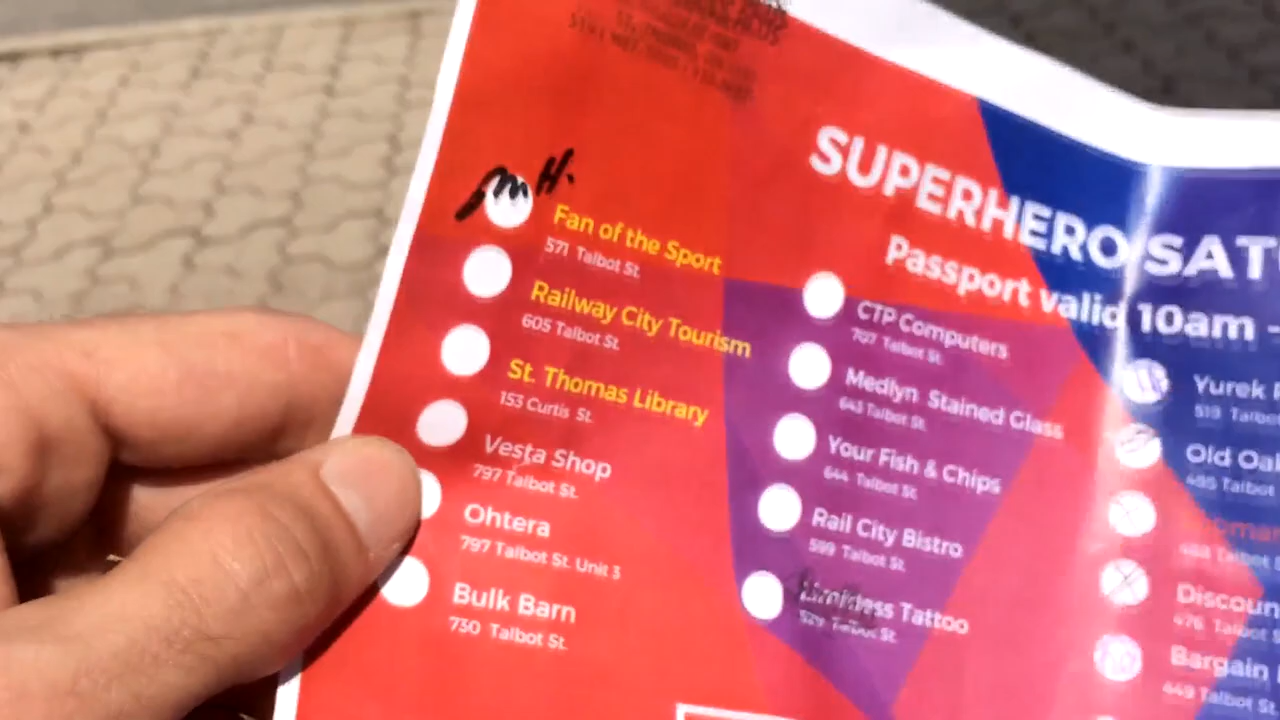 SUPERHERO
Passport valid 10am -
M.H.
Fan of the Sport
571 Talbot St.
Railway City Tourism
605 Talbot St.
St. Thomas Library
153 Curtis St.
Vesta Shop
797 Talbot St.
Ohtera
797 Talbot St. Unit 3
Bulk Barn
730 Talbot St.
CTP Computers
707 Talbot St.
Medlyn Stained Glass
643 Talbot St.
Your Fish & Chips
644 Talbot St.
Rail City Bistro
599 Talbot St.
Tattoo
Talbot St.
Yurek
519 Talbot
Old Oak
Talbot
Discoun
476 Talbot St
Bargain
449 Talbot St.